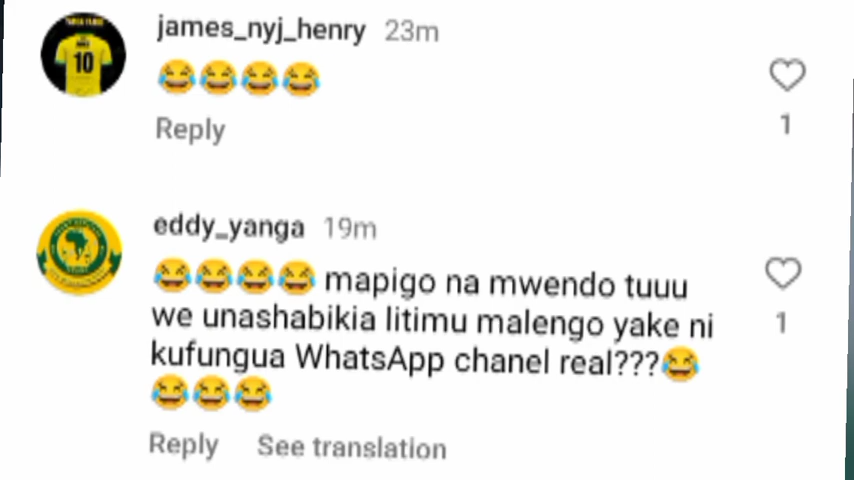 james_nyj_henry 23m
😂😂😂😂
1
Reply
eddy_yanga 19m
😂😂😂😂 mapigo na mwendo tuuu
we unashabikia litimu malengo yake ni
kufungua WhatsApp chanel real???😂
😂😂😂
1
Reply See translation
10